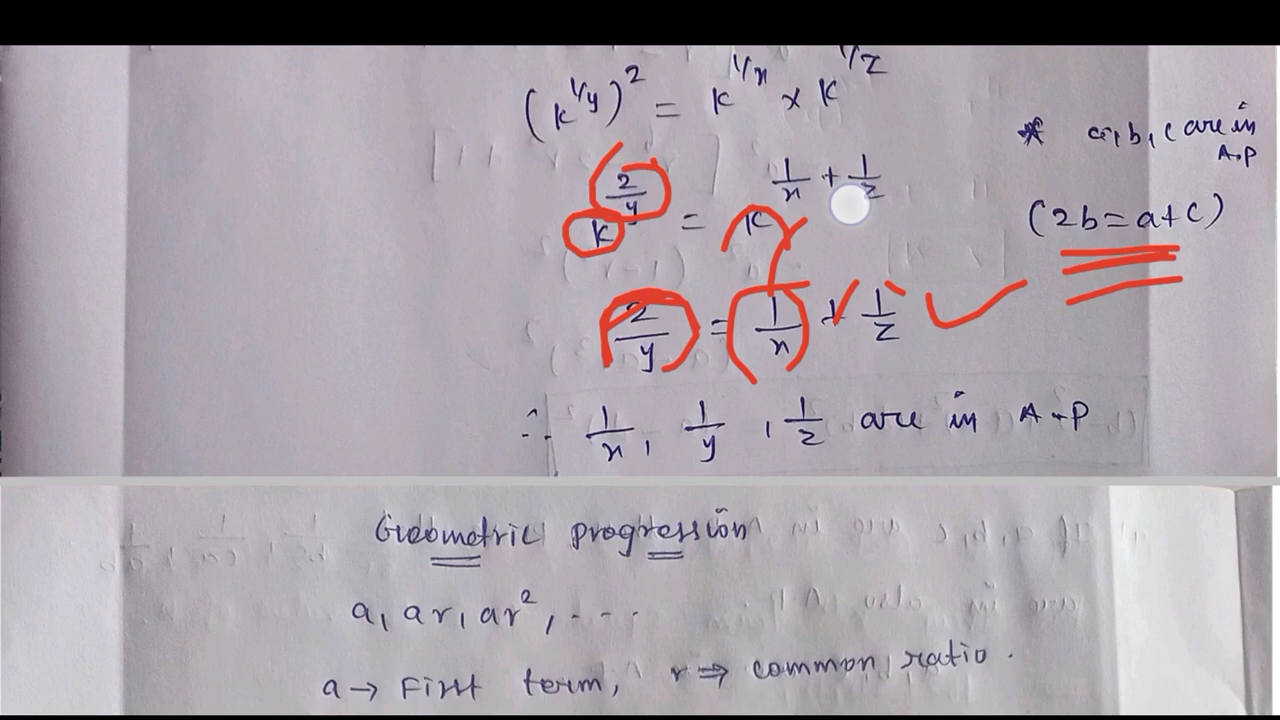 (k^1/y)^2 = k^1/x × k^1/z
* a, b, c are in A.P
k^2/y = k^1/x + 1/z
(2b = a + c)
2/y = 1/x + 1/z
∴ 1/x, 1/y, 1/z are in A.P
Geometric progression
a, ar, ar², ....
a → First term, r ⇒ common ratio.